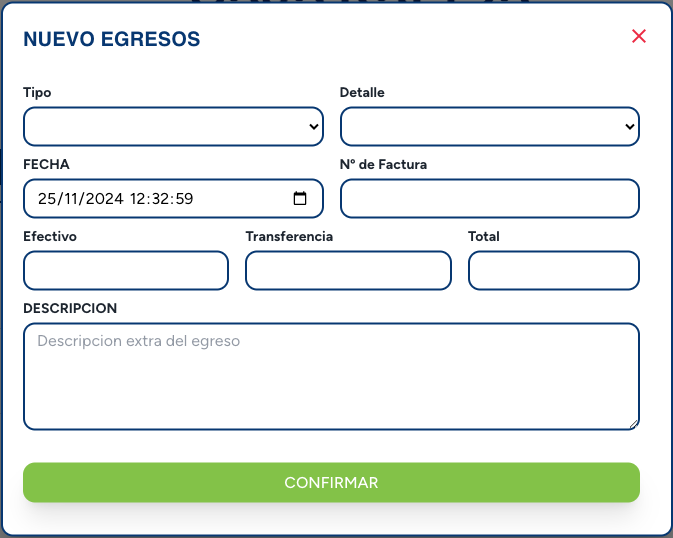 NUEVO EGRESOS
Tipo
Detalle
FECHA
Nº de Factura
25/11/2024 12:32:59
Efectivo
Transferencia
Total
DESCRIPCION
Descripcion extra del egreso
CONFIRMAR